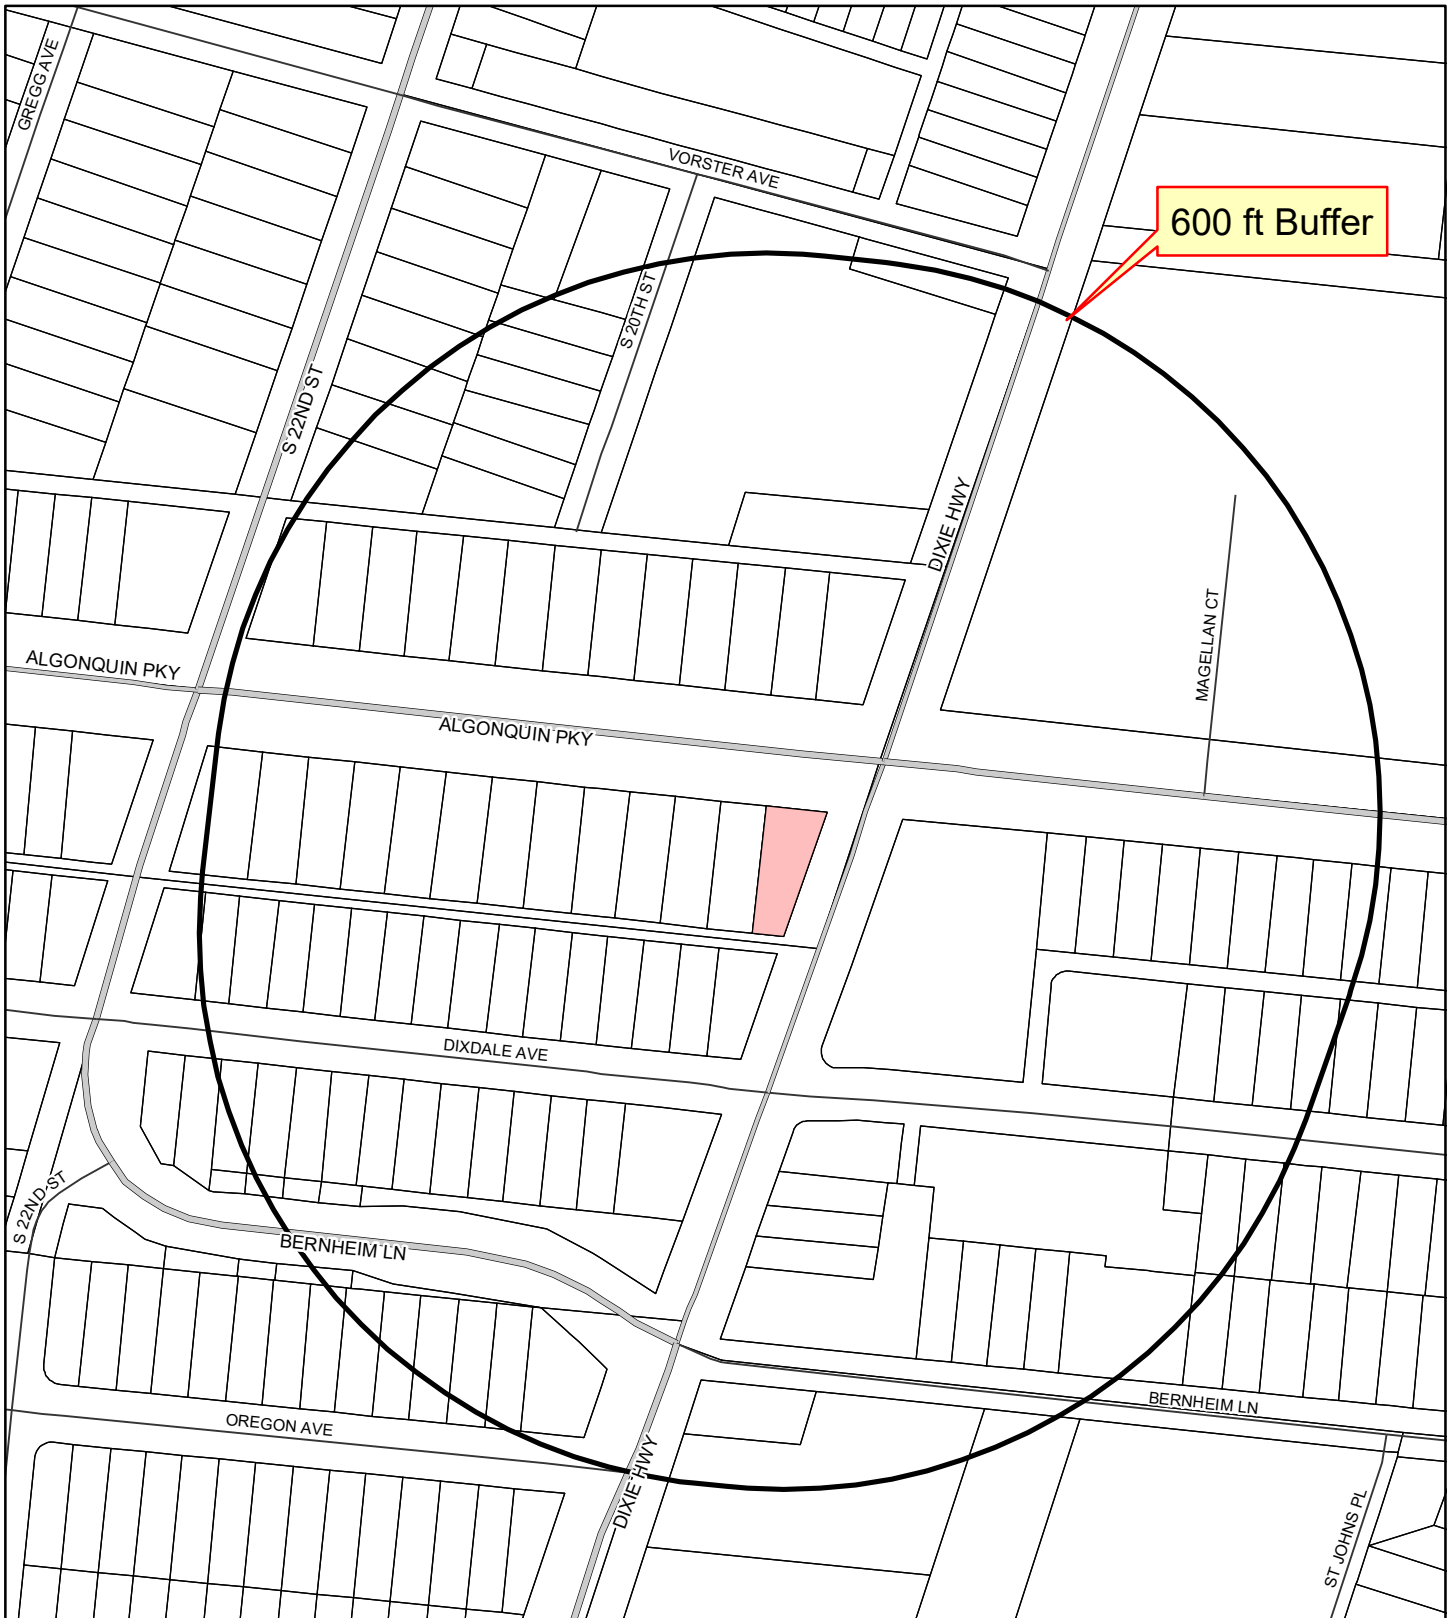 GREGG AVE
VORSTER AVE
600 ft Buffer
S 20TH ST
S 22ND ST
DIXIE HWY
MAGELLAN CT
ALGONQUIN PKY
ALGONQUIN PKY
DIXDALE AVE
S 22ND ST
BERNHEIM LN
BERNHEIM LN
OREGON AVE
DIXIE HWY
ST JOHNS PL